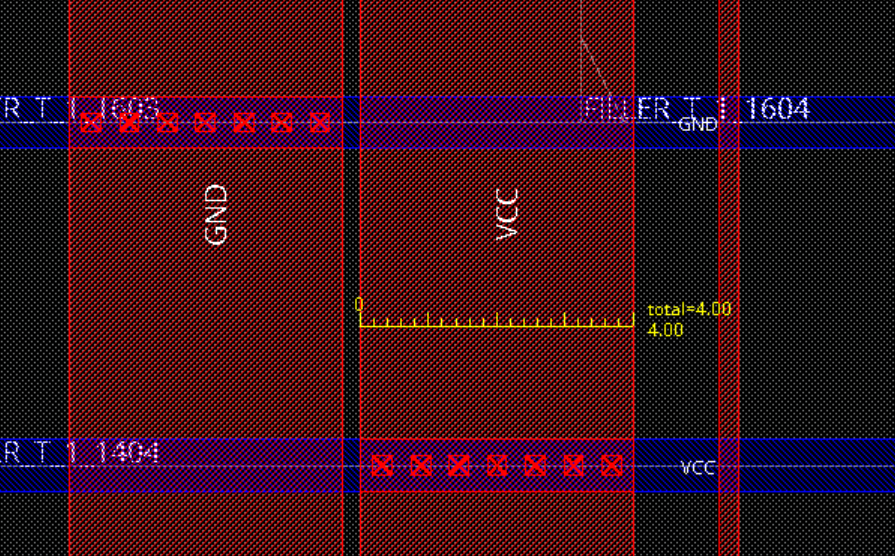 R_T_1_1603
FILLER_T_1_1604
GND
GND
VCC
0
total=4.00
4.00
R_T_1_1404
VCC